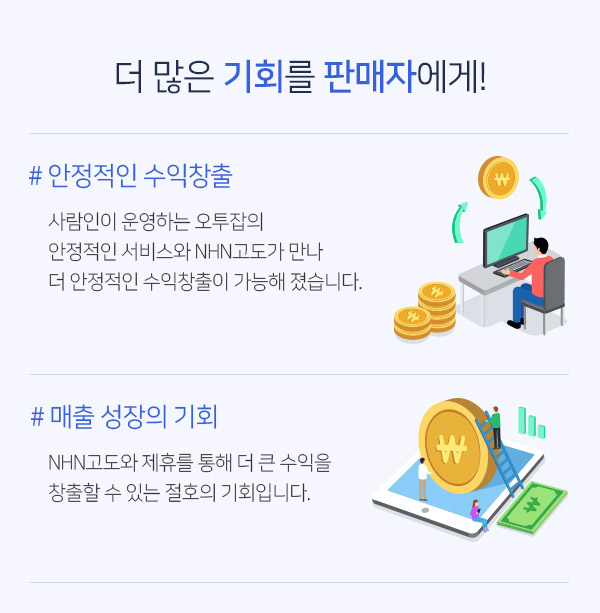 더 많은 기회를 판매자에게!
# 안정적인 수익창출
사람인이 운영하는 오투잡의
안정적인 서비스와 NHN고도가 만나
더 안정적인 수익창출이 가능해 졌습니다.
# 매출 성장의 기회
NHN고도와 제휴를 통해 더 큰 수익을
창출할 수 있는 절호의 기회입니다.